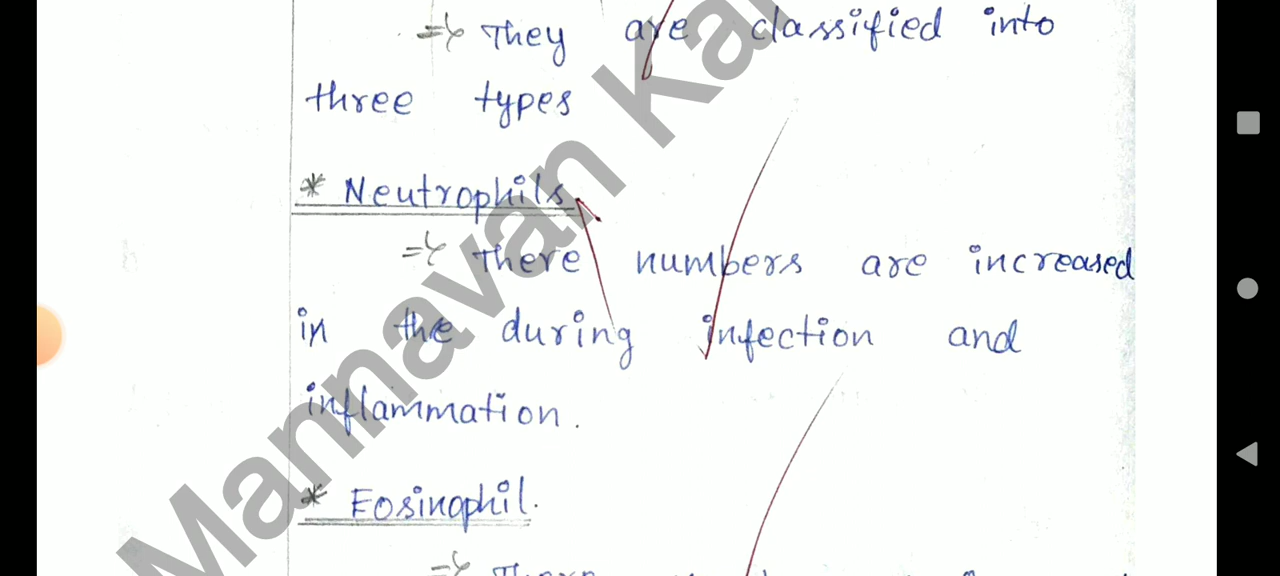 => They are classified into
three types
* Neutrophils
=> There numbers are increased
in the during infection and
inflammation.
* Eosinophil.
=>
Mannavan